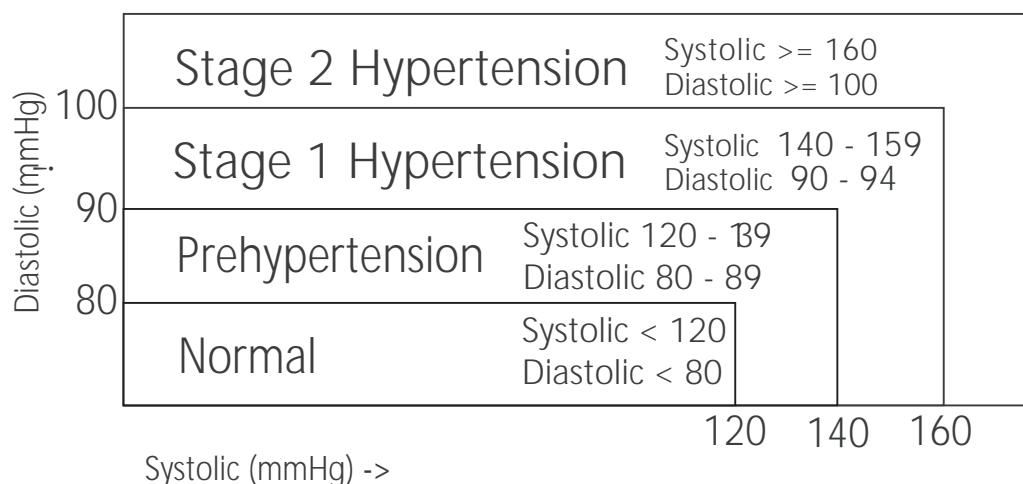 Stage 2 Hypertension
Systolic >= 160
Diastolic >= 100
100
Stage 1 Hypertension
Systolic 140 - 159
Diastolic 90 - 94
90
Prehypertension
Systolic 120 - 139
Diastolic 80 - 89
80
Normal
Systolic < 120
Diastolic < 80
Diastolic (mmHg)
120
140
160
Systolic (mmHg) ->